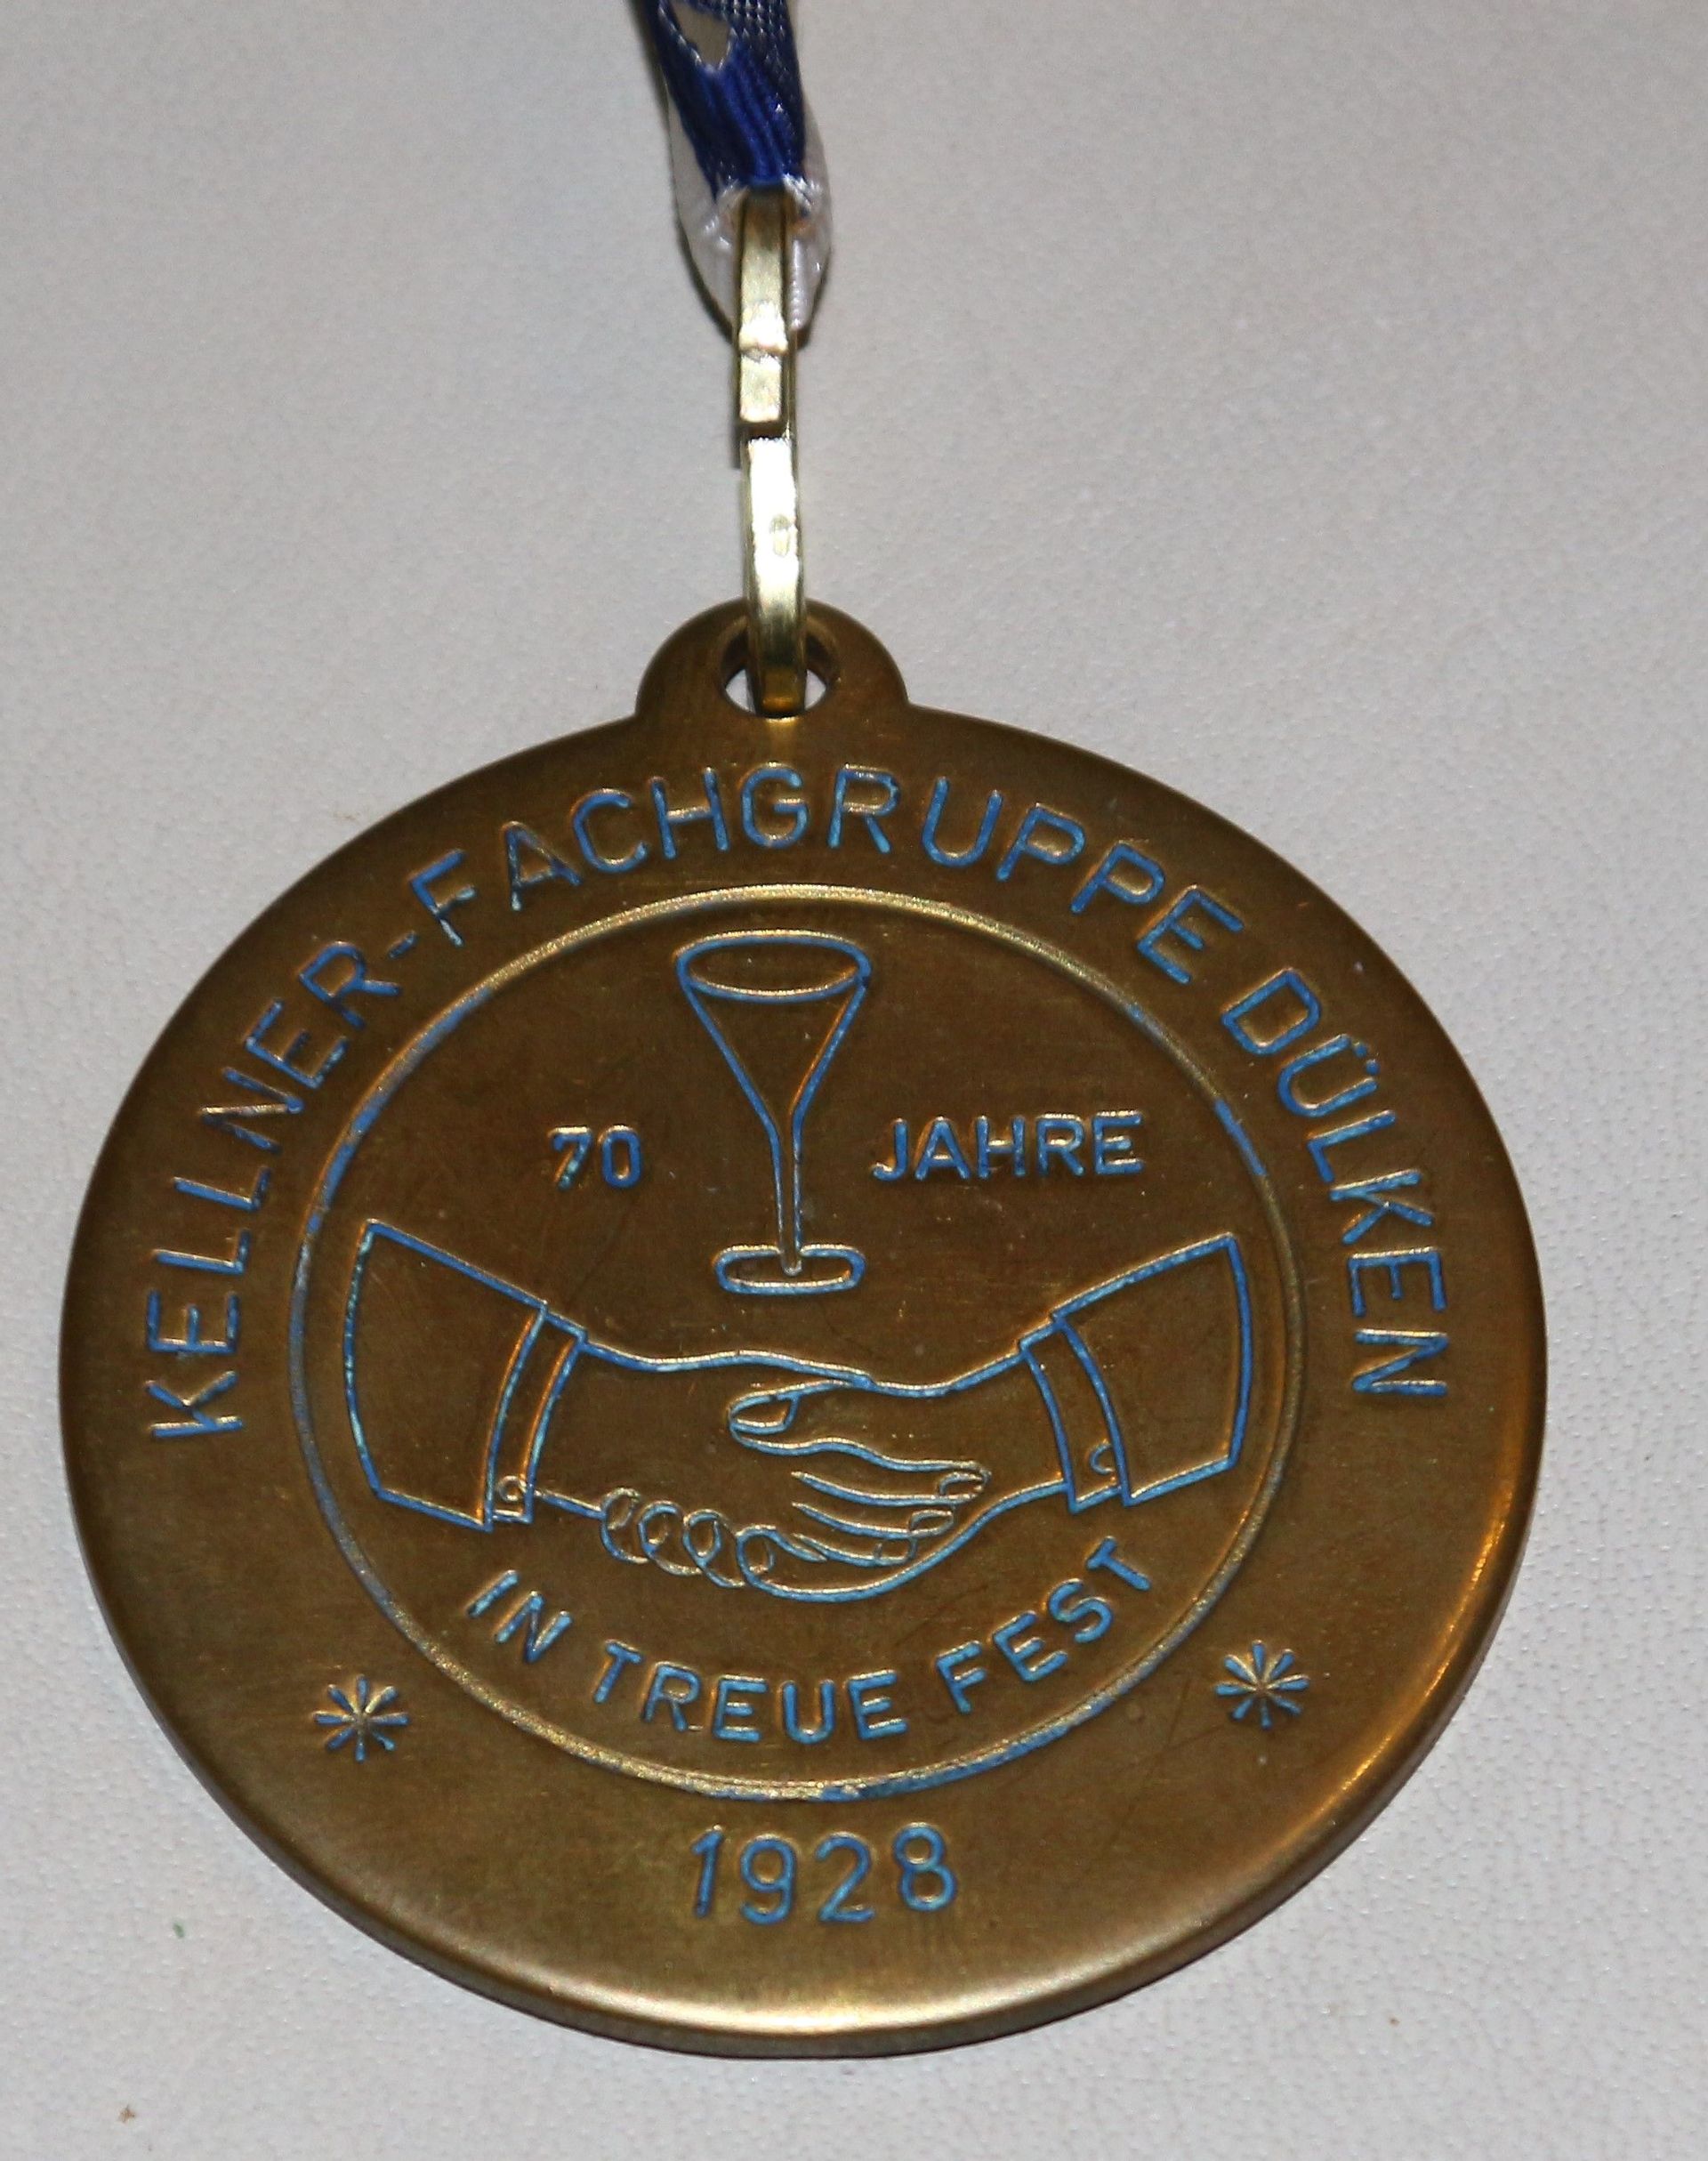 KELLNER-FACHGRUPPE DÜLKEN
70 JAHRE
IN TREUE FEST
1928